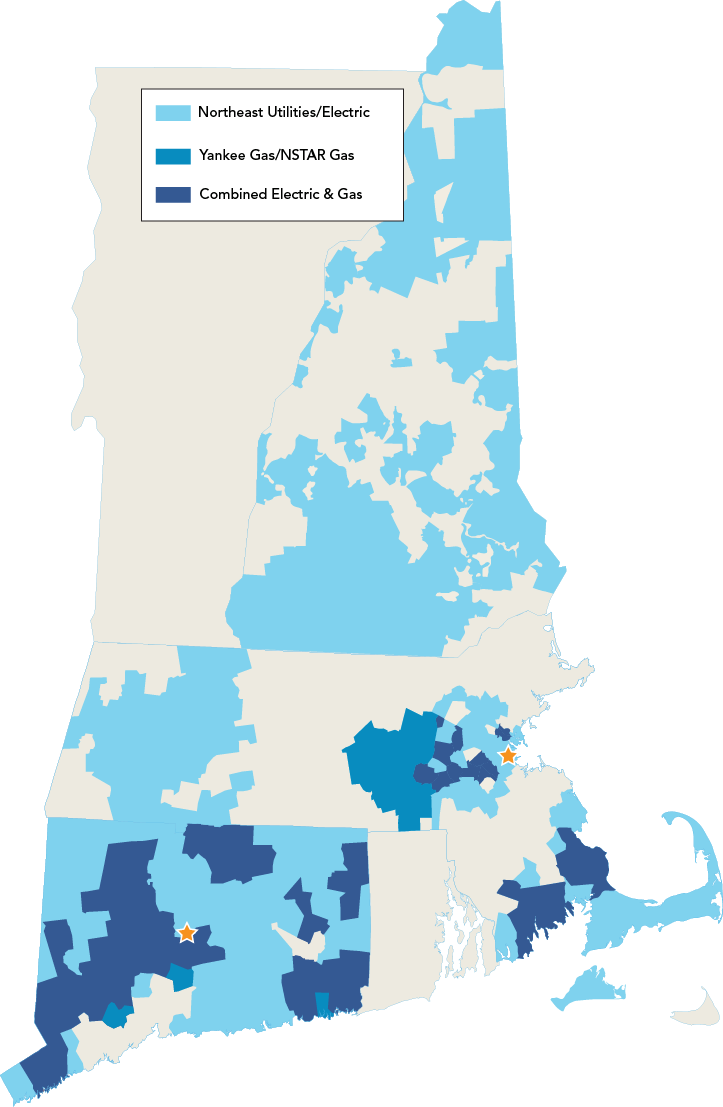 Northeast Utilities/Electric
Yankee Gas/NSTAR Gas
Combined Electric & Gas